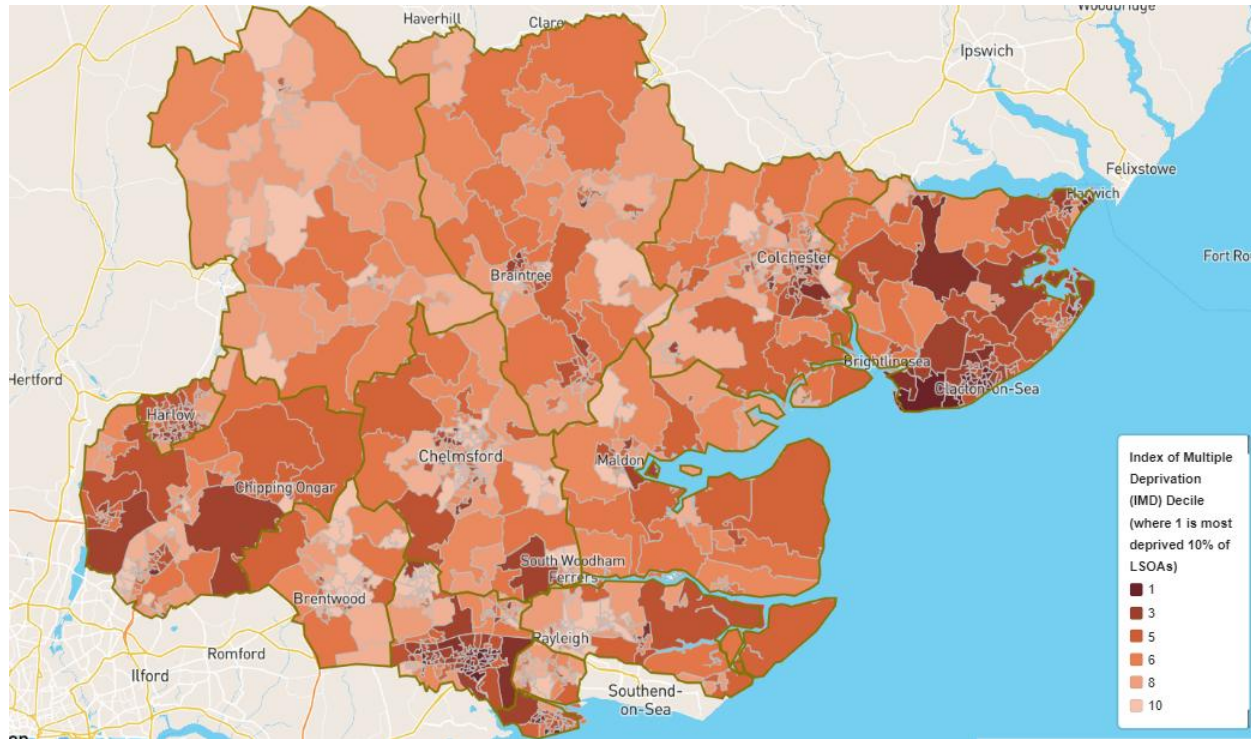 Haverhill
Clare
Woodbridge
Ipswich
Felixstowe
Harwich
Colchester
Fort Ro
Braintree
Brightlingsea
Clacton-on-Sea
Hertford
Harlow
Chelmsford
Maldon
Chipping Ongar
South Woodham
Ferrers
Brentwood
Rayleigh
Romford
Ilford
Southend-
on-Sea
Index of Multiple
Deprivation
(IMD) Decile
(where 1 is most
deprived 10% of
LSOAs)
1
3
5
6
8
10